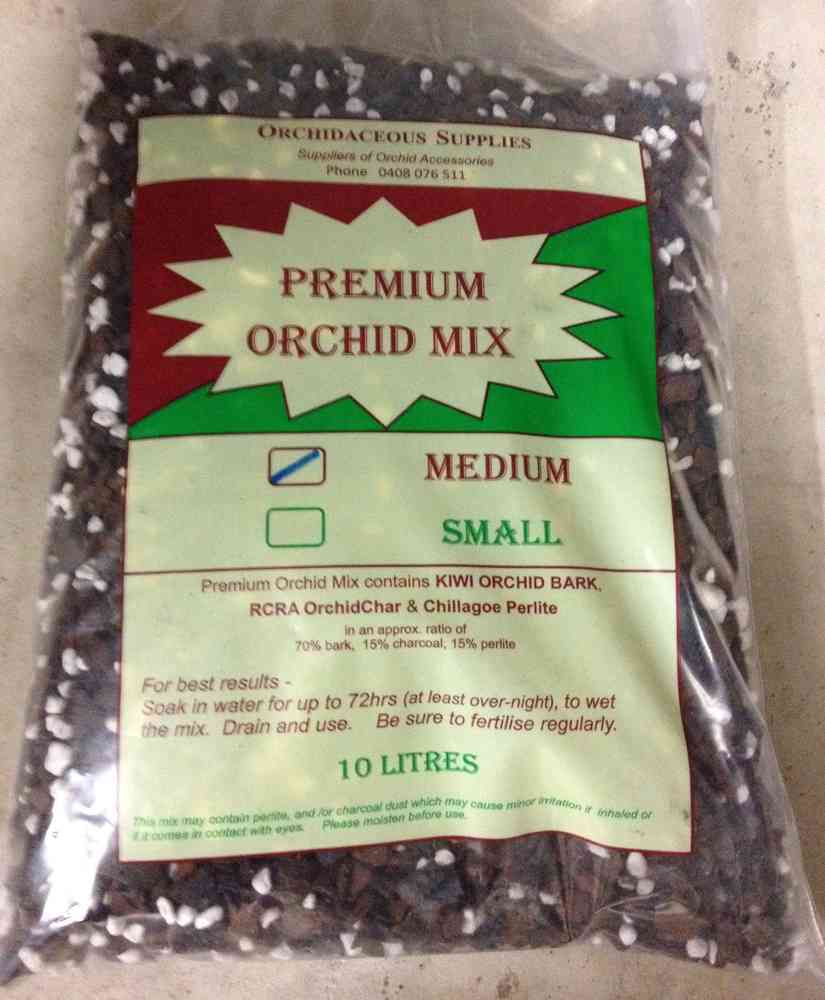 ORCHIDACEOUS SUPPLIES
Suppliers of Orchid Accessories
Phone 0408 076 511
PREMIUM
ORCHID MIX
MEDIUM
SMALL
Premium Orchid Mix contains KIWI ORCHID BARK,
RCRA OrchidChar & Chillagoe Perlite
in an approx. ratio of
70% bark, 15% charcoal, 15% perlite
For best results -
Soak in water for up to 72hrs (at least over-night), to wet
the mix. Drain and use. Be sure to fertilise regularly.
10 LITRES
This mix may contain perlite, and /or charcoal dust which may cause minor irritation if inhaled or
if it comes in contact with eyes. Please moisten before use.